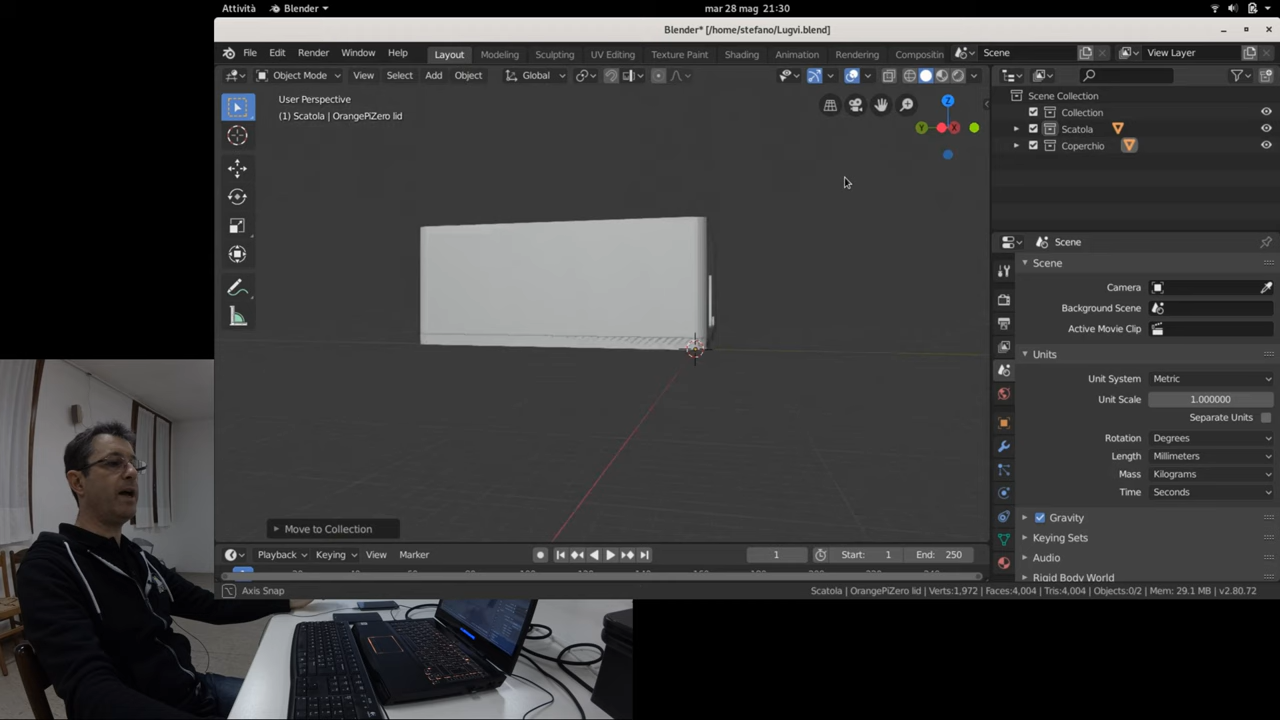 Attività Blender mar 28 mag 21:30
Blender* [/home/stefano/Lugvi.blend]
File Edit Render Window Help Layout Modeling Sculpting UV Editing Texture Paint Shading Animation Rendering Compositin Scene View Layer
Object Mode View Select Add Object Global
User Perspective
(1) Scatola | OrangePiZero lid
Z
Y X
Scene Collection
Collection
Scatola
Coperchio
Scene
Scene
Camera
Background Scene
Active Movie Clip
Units
Unit System Metric
Unit Scale 1.000000
Separate Units
Rotation Degrees
Length Millimeters
Mass Kilograms
Time Seconds
Gravity
Keying Sets
Audio
Rigid Body World
Move to Collection
Playback Keying View Marker 1 Start: 1 End: 250
Axis Snap Scatola | OrangePiZero lid | Verts:1,972 | Faces:4,004 | Tris:4,004 | Objects:0/2 | Mem: 29.1 MB | v2.80.72